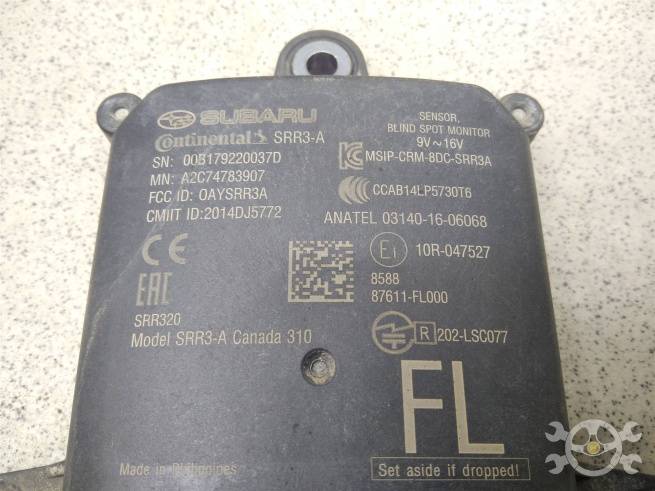 SUBARU
Continental SRR3-A
SN: 00B179220037D
MN: A2C74783907
FCC ID: OAYSRR3A
CMIIT ID:2014DJ5772
SENSOR,
BLIND SPOT MONITOR
9V~16V
MSIP-CRM-8DC-SRR3A
CCAB14LP5730T6
ANATEL 03140-16-06068
CE
E1 10R-047527
8588
87611-FL000
EAC
SRR320
Model SRR3-A Canada 310
R 202-LSC077
FL
Made in Philippines
Set aside if dropped!